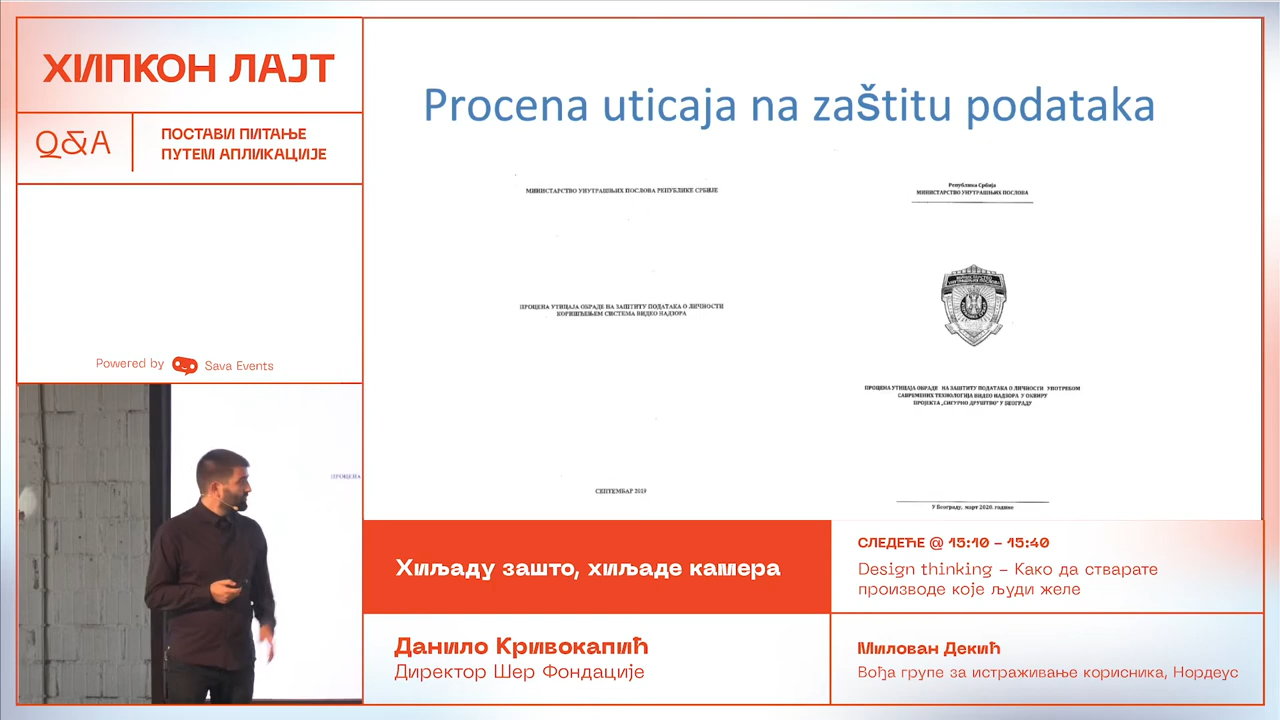 ХИПКОН ЛАЈТ
Q&A
ПОСТАВИ ПИТАЊЕ
ПУТЕМ АПЛИКАЦИЈЕ
Powered by Sava Events
Procena uticaja na zaštitu podataka
МИНИСТАРСТВО УНУТРАШЊИХ ПОСЛОВА РЕПУБЛИКЕ СРБИЈЕ
ПРОЦЕНА УТИЦАЈА ОБРАДЕ НА ЗАШТИТУ ПОДАТАКА О ЛИЧНОСТИ
КОРИШЋЕЊЕМ СИСТЕМА ВИДЕО НАДЗОРА
СЕПТЕМБАР 2019
Република Србија
МИНИСТАРСТВО УНУТРАШЊИХ ПОСЛОВА
ПРОЦЕНА УТИЦАЈА ОБРАДЕ НА ЗАШТИТУ ПОДАТАКА О ЛИЧНОСТИ УПОТРЕБОМ
САВРЕМЕНИХ ТЕХНОЛОГИЈА ВИДЕО НАДЗОРА У ОКВИРУ
ПРОЈЕКТА „СИГУРНО ДРУШТВО" У БЕОГРАДУ
У Београду, март 2020. године
ПРОЦЕНА
Хиљаду зашто, хиљаде камера
Данило Кривокапић
Директор Шер Фондације
СЛЕДЕЋЕ @ 15:10 – 15:40
Design thinking – Како да стварате
производе које људи желе
Милован Декић
Вођа групе за истраживање корисника, Нордеус